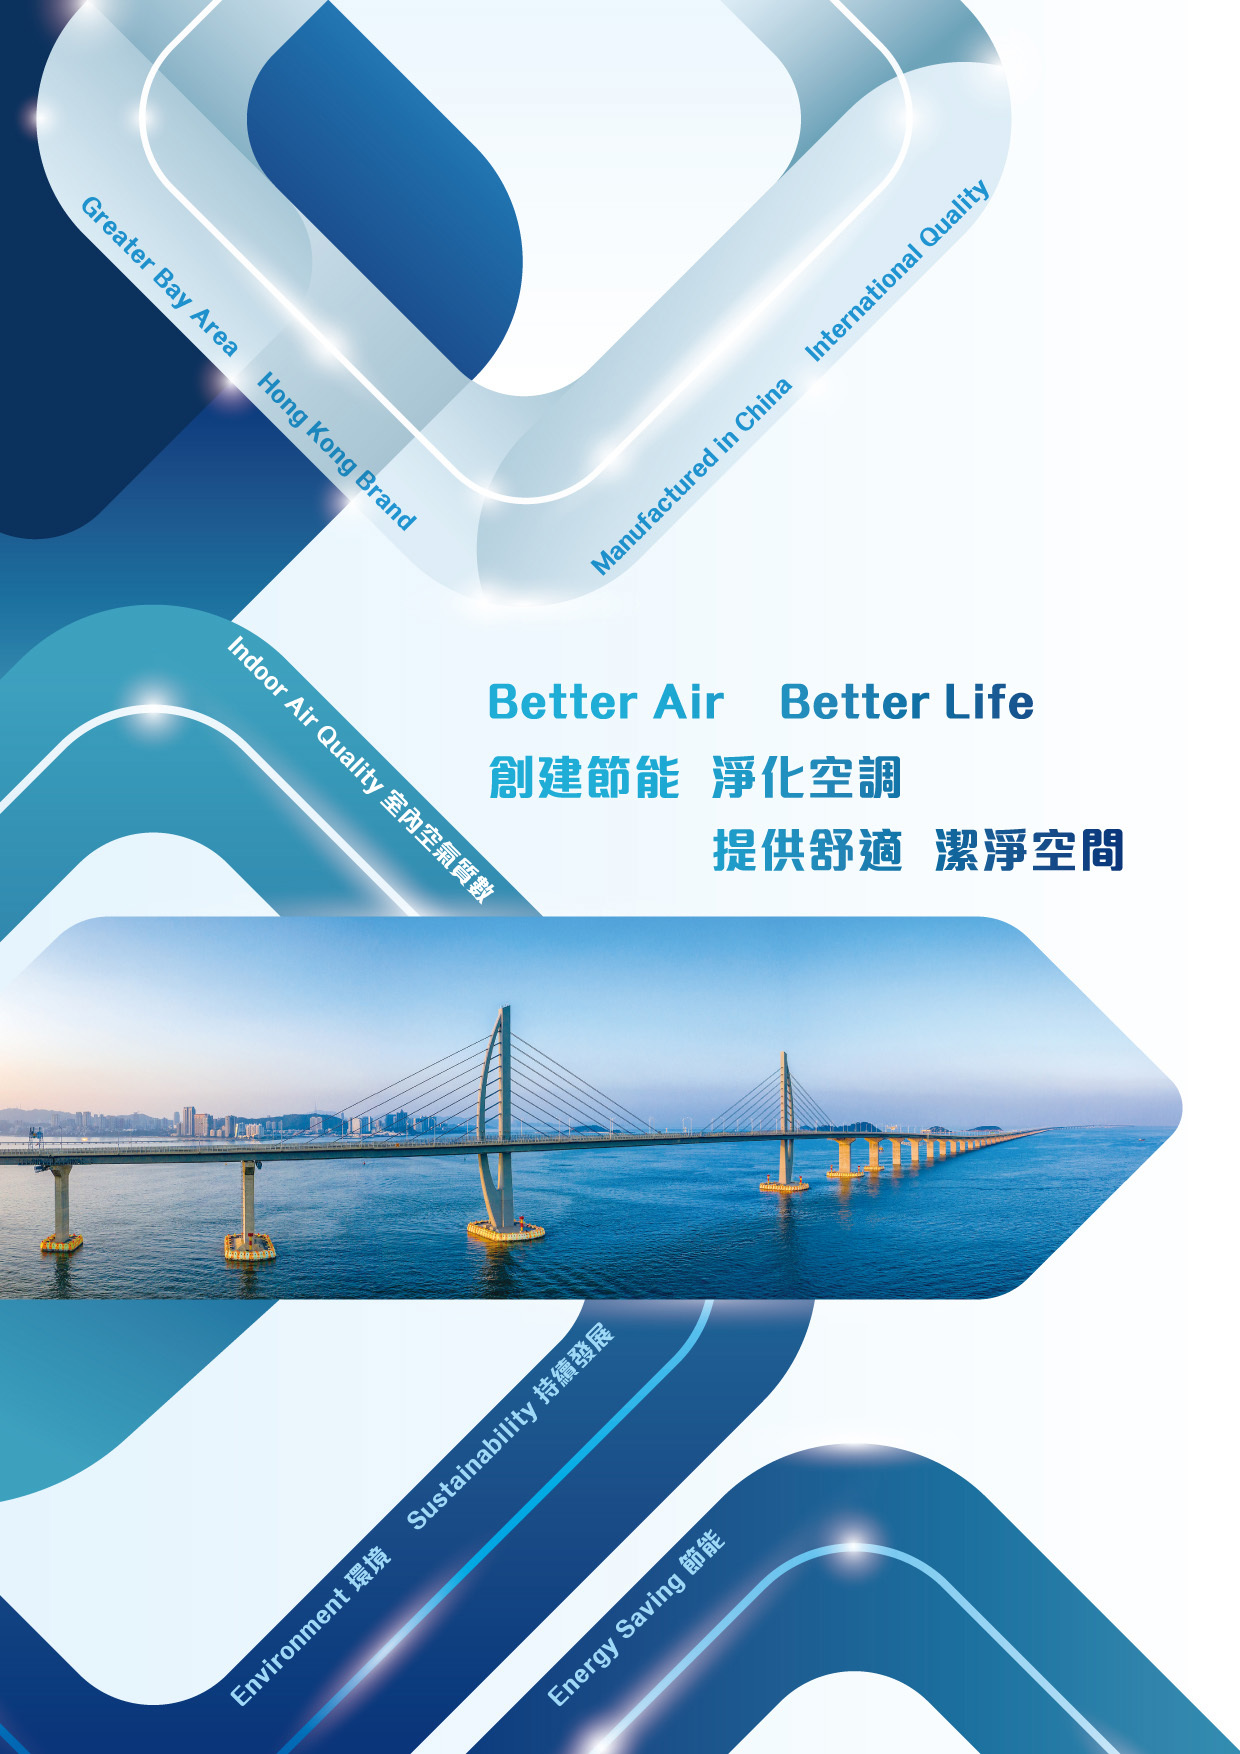 Greater Bay Area
Hong Kong Brand
Manufactured in China
International Quality
Indoor Air Quality 室內空氣質數
Better Air Better Life
創建節能 淨化空調
提供舒適 潔淨空間
Environment 環境
Sustainability 持續發展
Energy Saving 節能